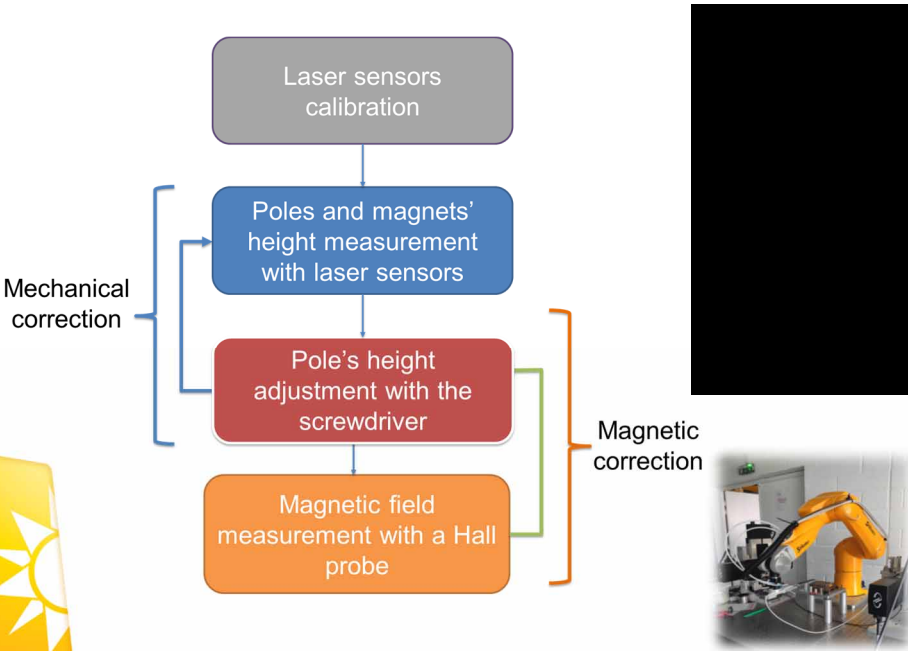 Laser sensors
calibration
Poles and magnets’
height measurement
with laser sensors
Mechanical
correction
Pole’s height
adjustment with the
screwdriver
Magnetic
correction
Magnetic field
measurement with a Hall
probe